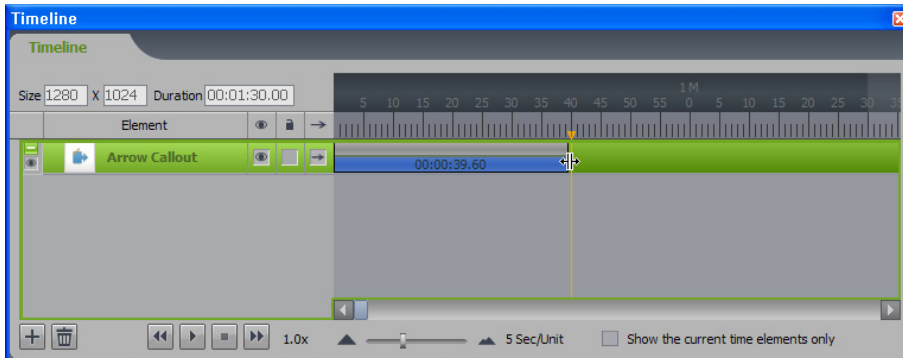 Timeline
Timeline
Size 1280 X 1024 Duration 00:01:30.00
1 M
5 10 15 20 25 30 35 40 45 50 55 0 5 10 15 20 25 30 35
Element
Arrow Callout
00:00:39.60
1.0x
5 Sec/Unit
Show the current time elements only